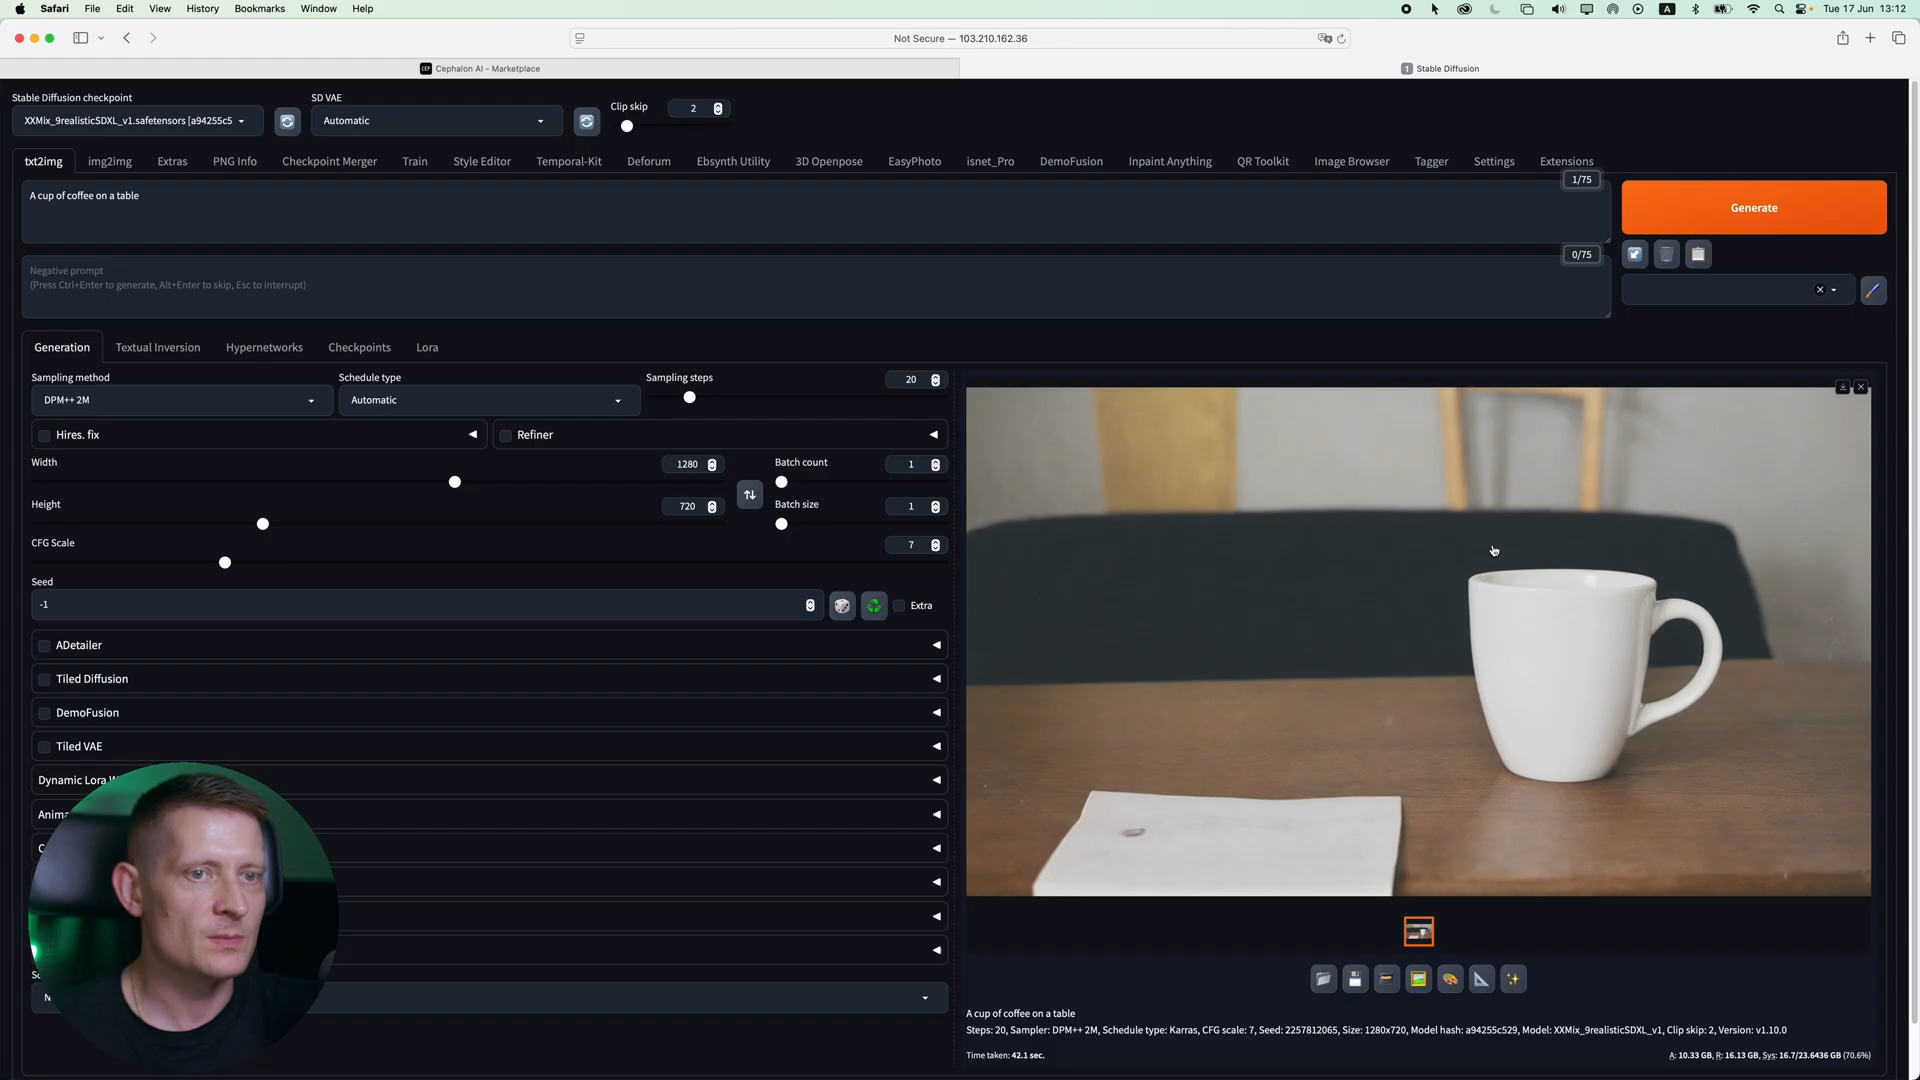 Safari File Edit View History Bookmarks Window Help
A
Tue 17 Jun 13:12
Not Secure — 103.210.162.36
CEP Cephalon AI - Marketplace
1 Stable Diffusion
Stable Diffusion checkpoint
XXMix_9realisticSDXL_v1.safetensors [a94255c5
SD VAE
Automatic
Clip skip
2
txt2img img2img Extras PNG Info Checkpoint Merger Train Style Editor Temporal-Kit Deforum Ebsynth Utility 3D Openpose EasyPhoto isnet_Pro DemoFusion Inpaint Anything QR Toolkit Image Browser Tagger Settings Extensions
1/75
A cup of coffee on a table
Generate
0/75
Negative prompt
(Press Ctrl+Enter to generate, Alt+Enter to skip, Esc to interrupt)
Generation Textual Inversion Hypernetworks Checkpoints Lora
Sampling method
DPM++ 2M
Schedule type
Automatic
Sampling steps
20
Hires. fix
Refiner
Width
1280
Batch count
1
Height
720
Batch size
1
CFG Scale
7
Seed
-1
Extra
ADetailer
Tiled Diffusion
DemoFusion
Tiled VAE
Dynamic Lora
A cup of coffee on a table
Steps: 20, Sampler: DPM++ 2M, Schedule type: Karras, CFG scale: 7, Seed: 2257812065, Size: 1280x720, Model hash: a94255c529, Model: XXMix_9realisticSDXL_v1, Clip skip: 2, Version: v1.10.0
Time taken: 42.1 sec.
A: 10.33 GB, R: 16.13 GB, Sys: 16.7/23.6436 GB (70.6%)